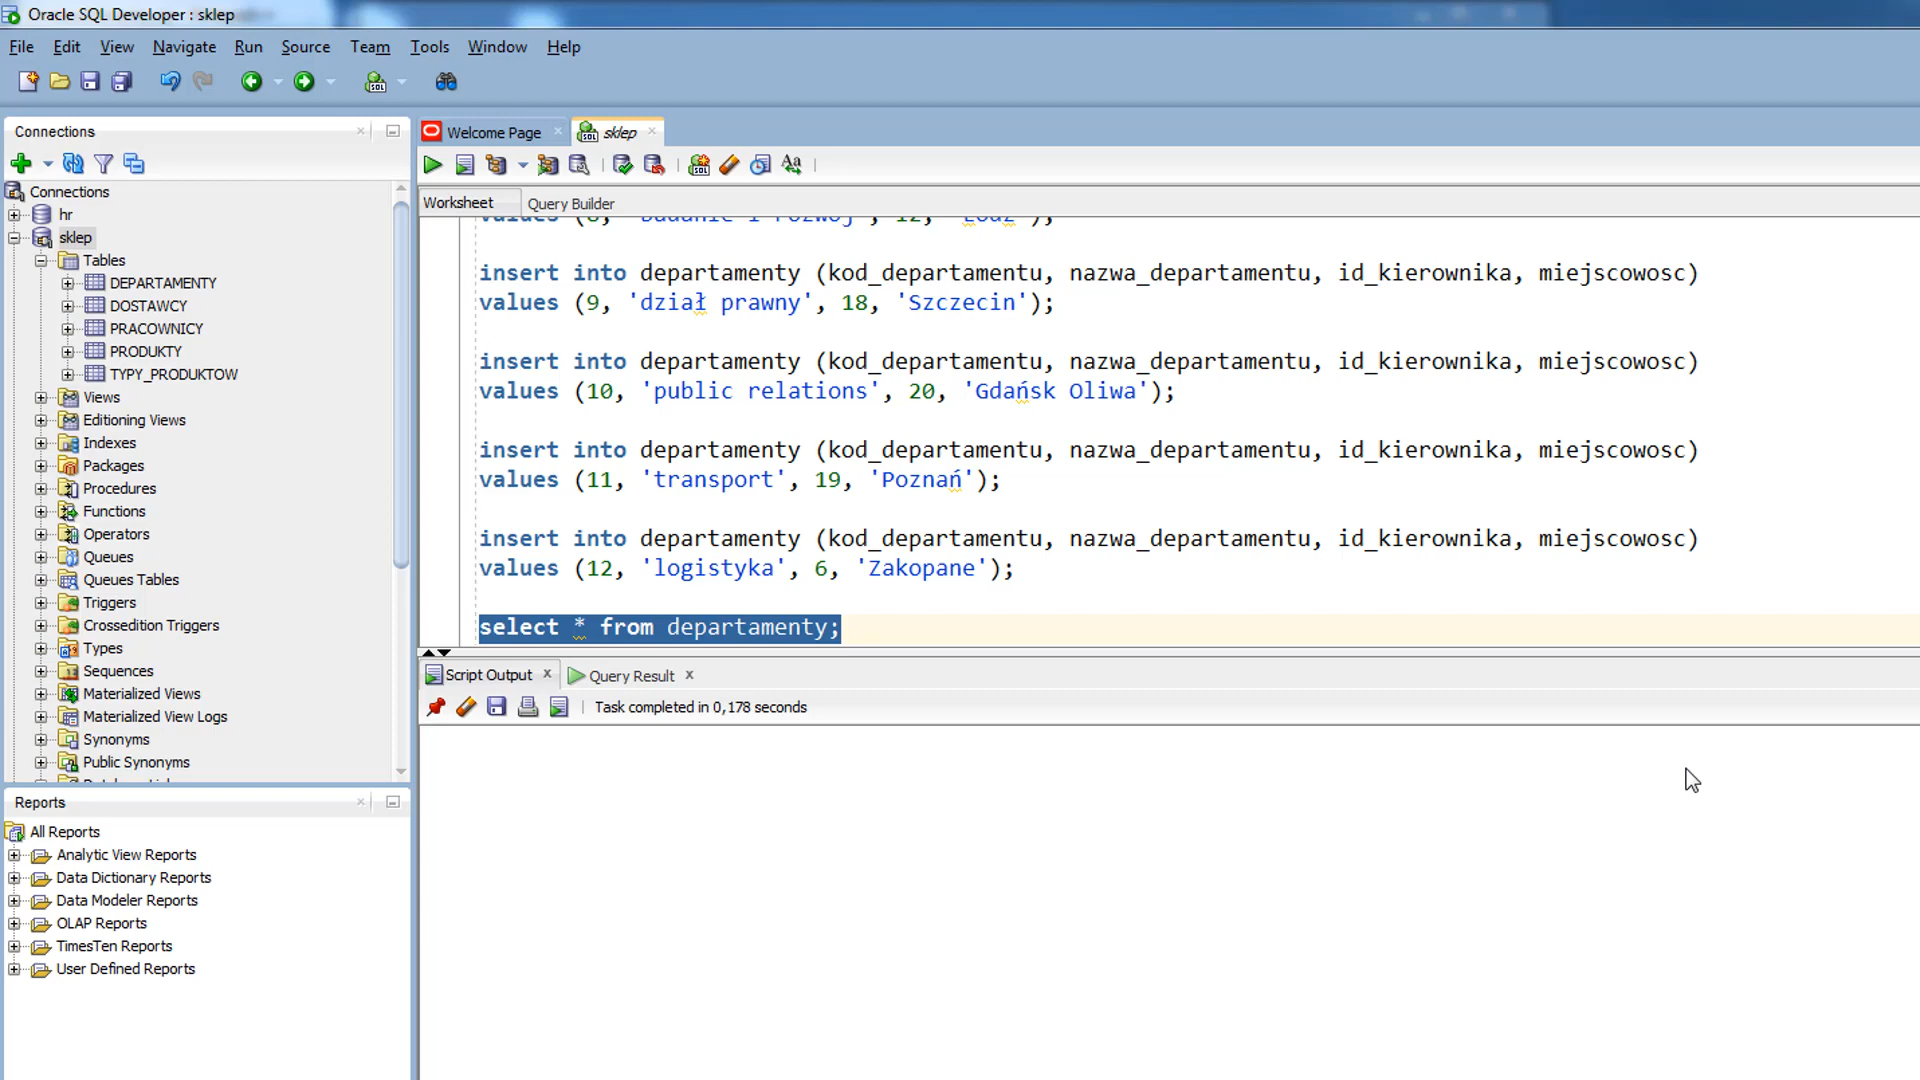 Oracle SQL Developer : sklep
File Edit View Navigate Run Source Team Tools Window Help
Connections
Connections
hr
sklep
Tables
DEPARTAMENTY
DOSTAWCY
PRACOWNICY
PRODUKTY
TYPY_PRODUKTOW
Views
Editioning Views
Indexes
Packages
Procedures
Functions
Operators
Queues
Queues Tables
Triggers
Crossedition Triggers
Types
Sequences
Materialized Views
Materialized View Logs
Synonyms
Public Synonyms
Reports
All Reports
Analytic View Reports
Data Dictionary Reports
Data Modeler Reports
OLAP Reports
TimesTen Reports
User Defined Reports
Welcome Page
sklep
Worksheet Query Builder
insert into departamenty (kod_departamentu, nazwa_departamentu, id_kierownika, miejscowosc)
values (9, 'dział prawny', 18, 'Szczecin');
insert into departamenty (kod_departamentu, nazwa_departamentu, id_kierownika, miejscowosc)
values (10, 'public relations', 20, 'Gdańsk Oliwa');
insert into departamenty (kod_departamentu, nazwa_departamentu, id_kierownika, miejscowosc)
values (11, 'transport', 19, 'Poznań');
insert into departamenty (kod_departamentu, nazwa_departamentu, id_kierownika, miejscowosc)
values (12, 'logistyka', 6, 'Zakopane');
select * from departamenty;
Script Output Query Result
Task completed in 0,178 seconds